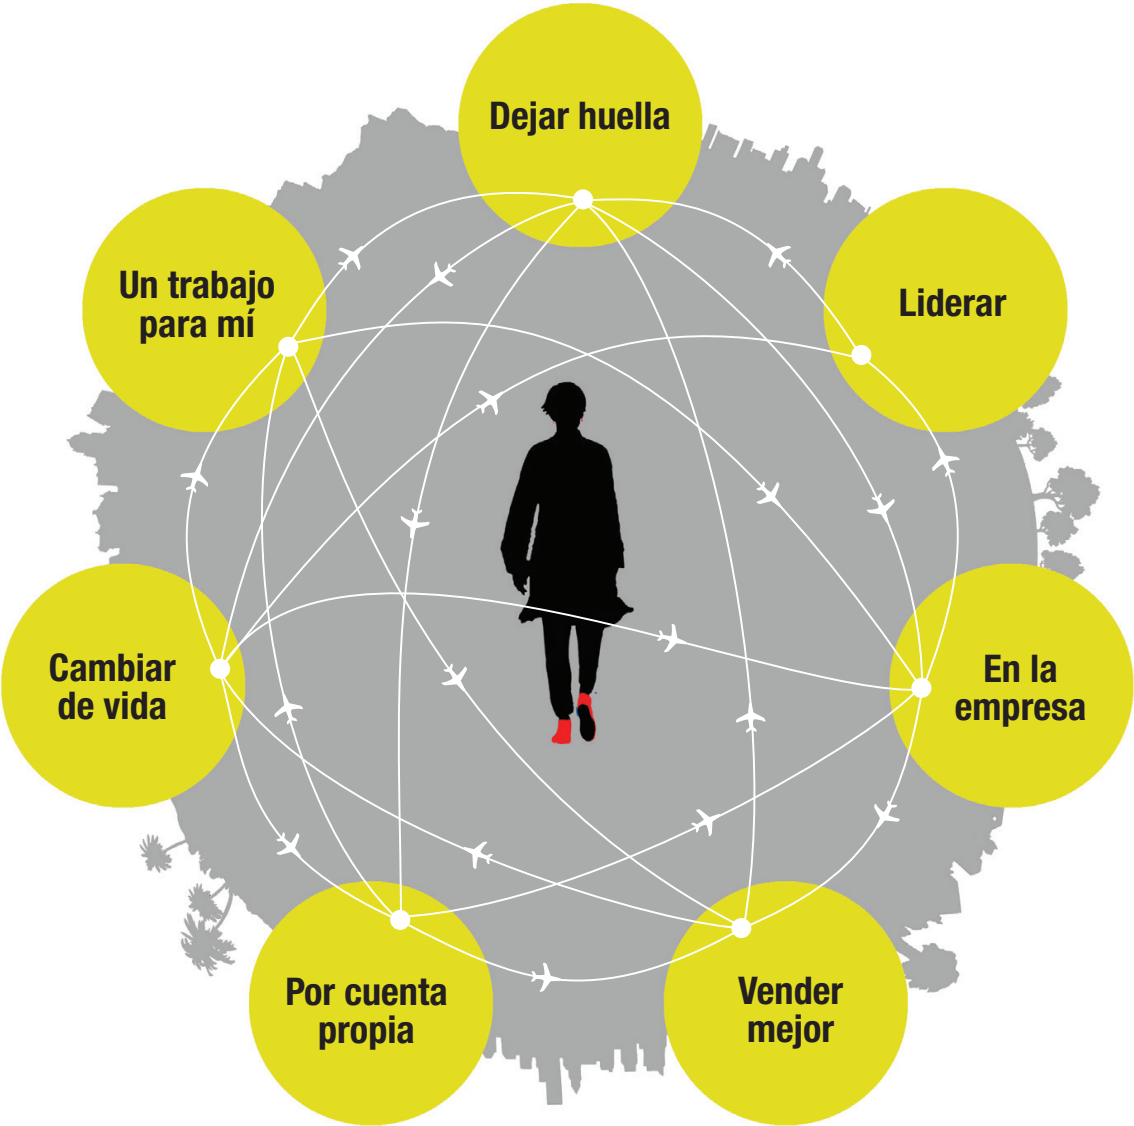 Dejar huella
Un trabajo
para mí
Liderar
Cambiar
de vida
En la
empresa
Por cuenta
propia
Vender
mejor